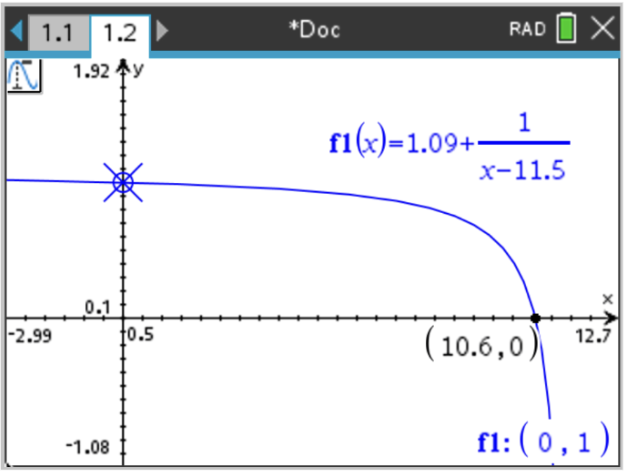 1.1 1.2 *Doc RAD
1.92 y
f1(x)=1.09+1/(x-11.5)
0.1
x
-2.99 0.5 12.7
(10.6,0)
-1.08
f1:(0,1)